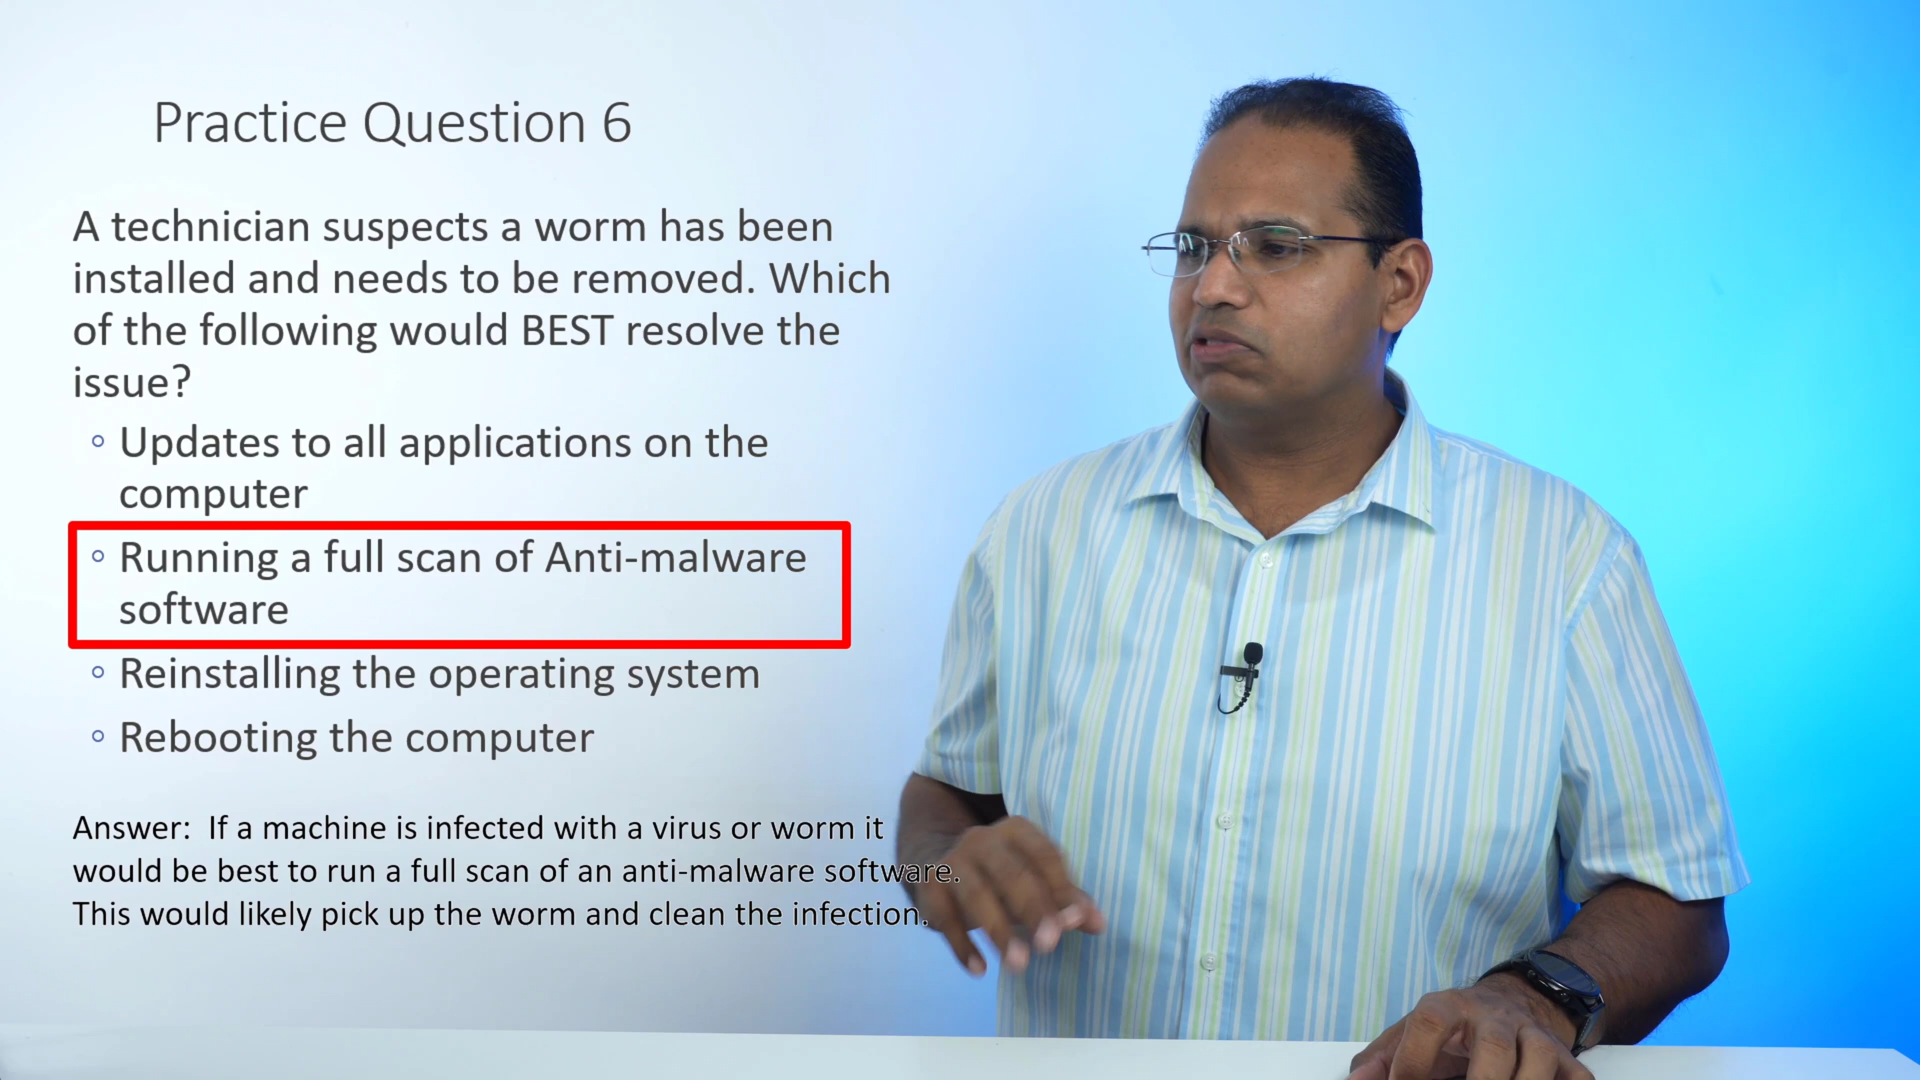 Practice Question 6
A technician suspects a worm has been
installed and needs to be removed. Which
of the following would BEST resolve the
issue?
Updates to all applications on the
computer
Running a full scan of Anti-malware
software
Reinstalling the operating system
Rebooting the computer
Answer:  If a machine is infected with a virus or worm it
would be best to run a full scan of an anti-malware software.
This would likely pick up the worm and clean the infection.